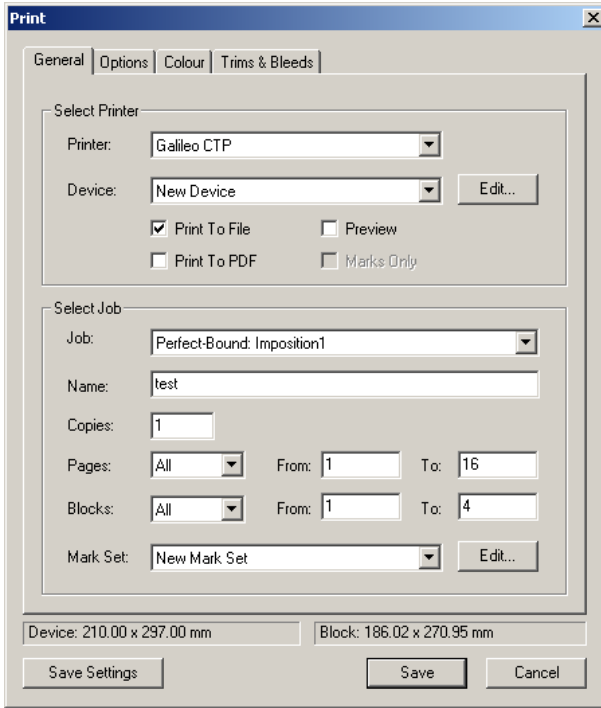 Print
General Options Colour Trims & Bleeds
Select Printer
Printer: Galileo CTP
Device: New Device Edit...
Print To File Preview
Print To PDF Marks Only
Select Job
Job: Perfect-Bound: Imposition1
Name: test
Copies: 1
Pages: All From: 1 To: 16
Blocks: All From: 1 To: 4
Mark Set: New Mark Set Edit...
Device: 210.00 x 297.00 mm Block: 186.02 x 270.95 mm
Save Settings Save Cancel